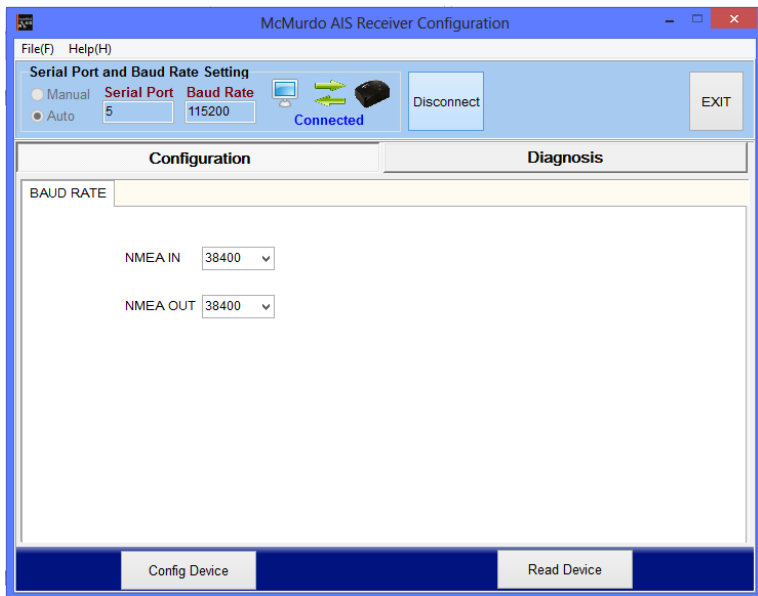 McMurdo AIS Receiver Configuration
File(F) Help(H)
Serial Port and Baud Rate Setting
Manual Serial Port Baud Rate
Auto 5 115200
Connected
Disconnect
EXIT
Configuration Diagnosis
BAUD RATE
NMEA IN 38400
NMEA OUT 38400
Config Device Read Device